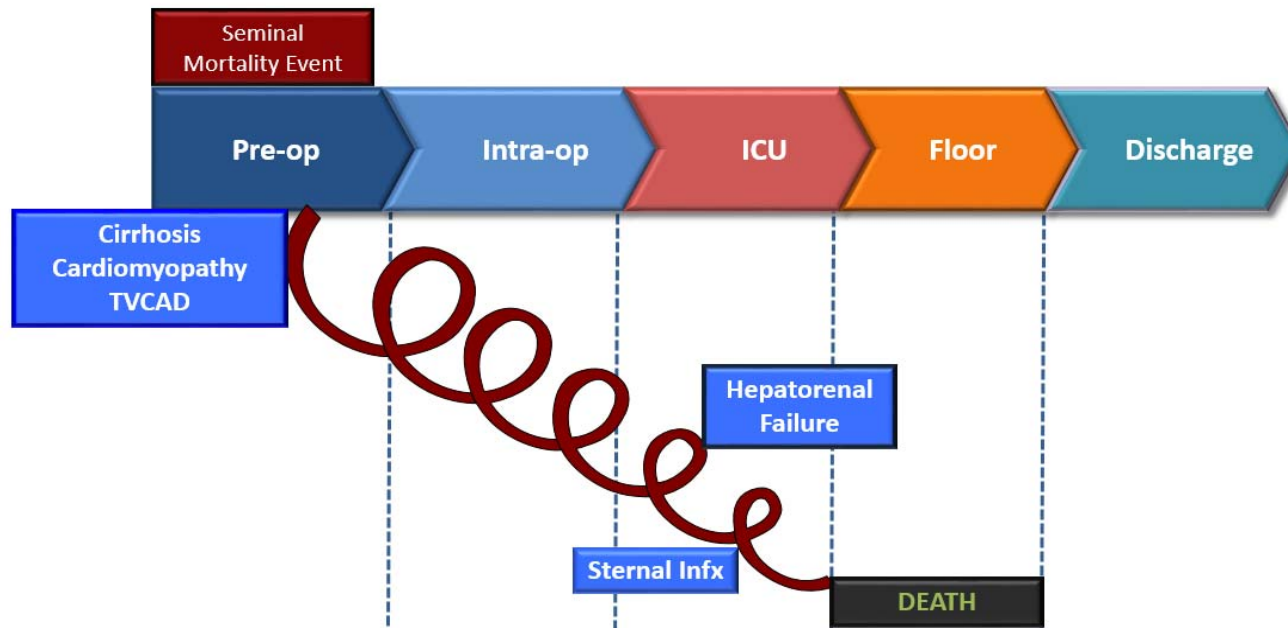 Seminal
Mortality Event
Pre-op
Intra-op
ICU
Floor
Discharge
Cirrhosis
Cardiomyopathy
TVCAD
Hepatorenal
Failure
Sternal Infx
DEATH